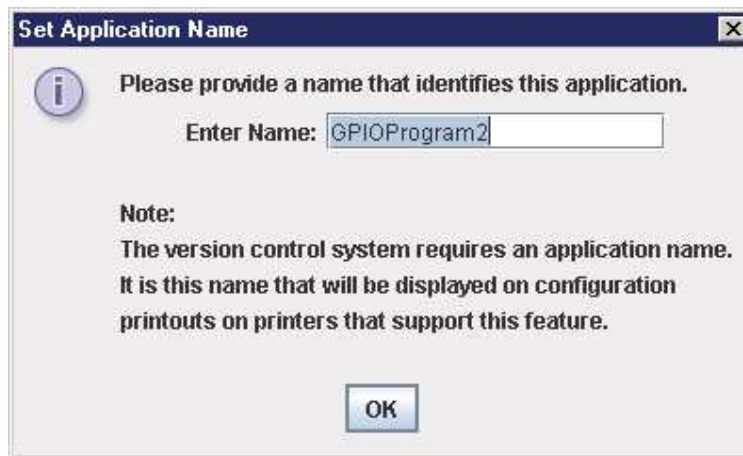 Set Application Name
i
Please provide a name that identifies this application.
Enter Name: GPIOProgram2
Note:
The version control system requires an application name.
It is this name that will be displayed on configuration
printouts on printers that support this feature.
OK